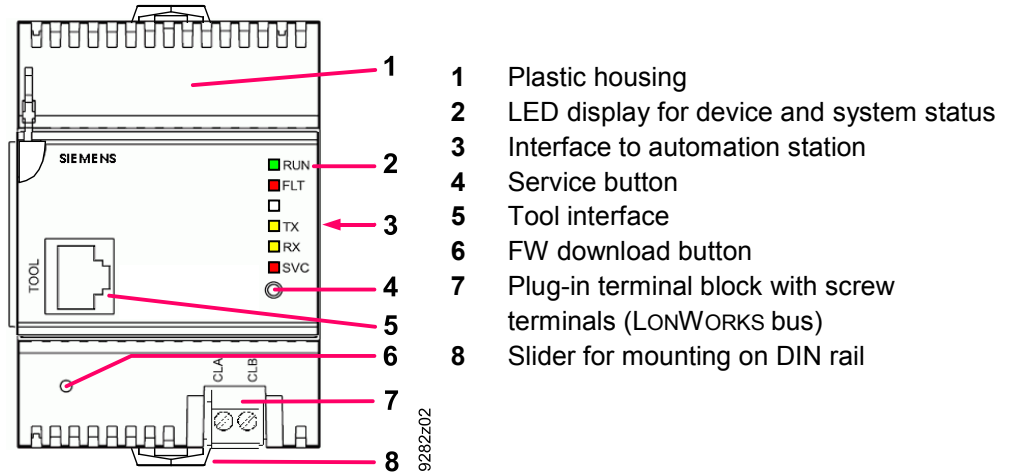 SIEMENS
RUN
FLT
TX
RX
SVC
TOOL
CLA
CLB
1
2
3
4
5
6
7
8
9282z02
1 Plastic housing
2 LED display for device and system status
3 Interface to automation station
4 Service button
5 Tool interface
6 FW download button
7 Plug-in terminal block with screw
terminals (LONWORKS bus)
8 Slider for mounting on DIN rail